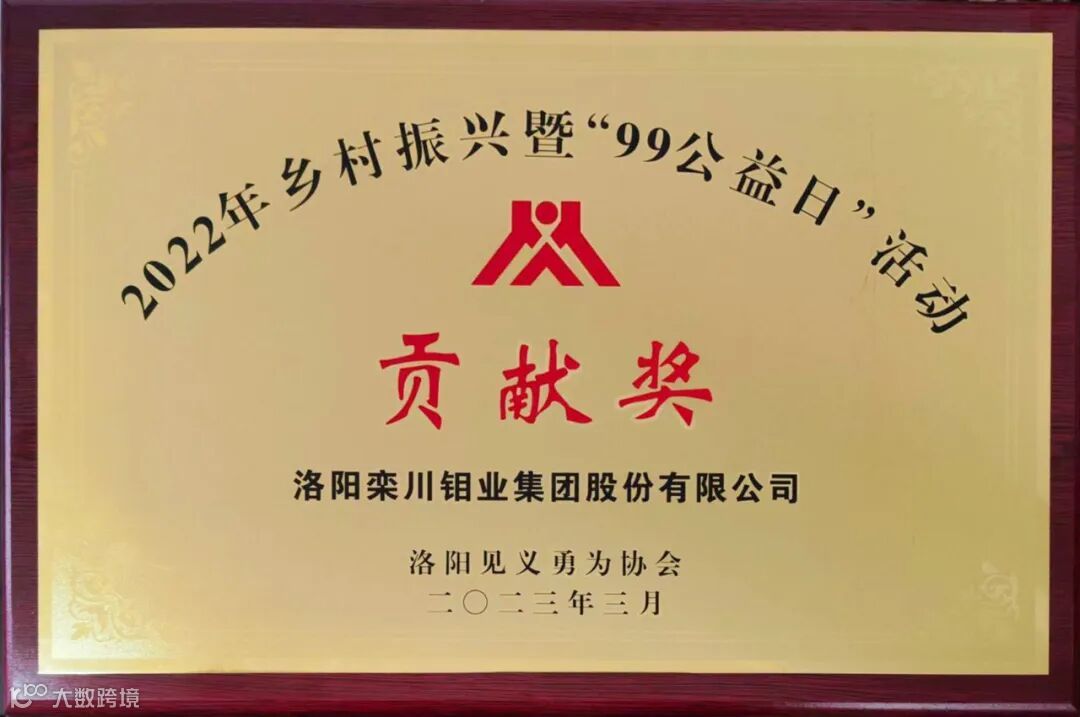 2022年乡村振兴暨“99公益日”活动
贡献奖
洛阳栾川钼业集团股份有限公司
洛阳见义勇为协会
二〇二三年三月
大数跨境